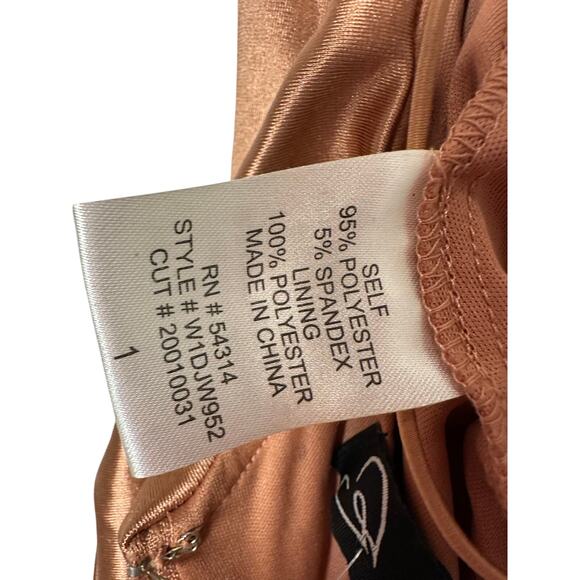 SELF
95% POLYESTER
5% SPANDEX
LINING
100% POLYESTER
MADE IN CHINA
RN # 54314
STYLE # W1DJW952
CUT # 20010031
1